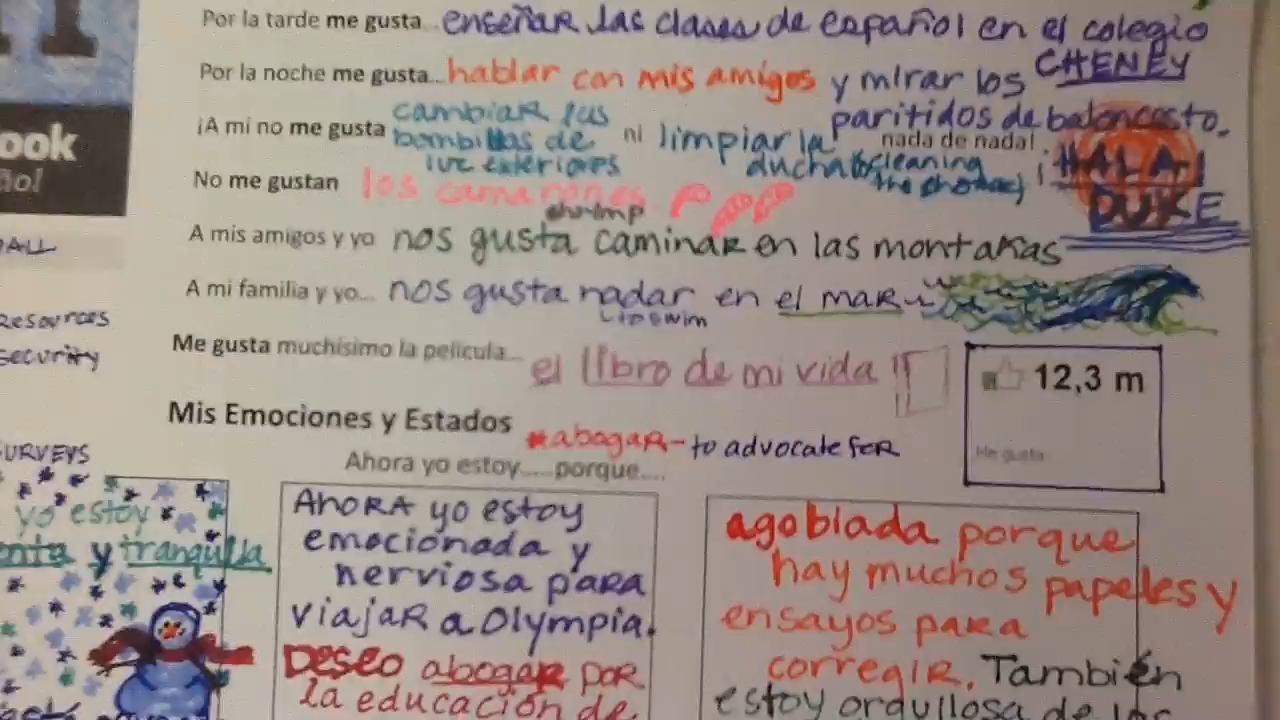 Por la tarde me gusta... enseñar las clases de español en el colegio
CHENEY
Por la noche me gusta... hablar con mis amigos y mirar los
paritidos de baloncesto.
¡A mi no me gusta cambiar las bombillas de luz exteriores ni limpiar la ducha (cleaning the shower) nada de nada!
¡HALA!
DUKE
No me gustan los camarones
shrimp
A mis amigos y yo nos gusta caminar en las montañas
A mi familia y yo... nos gusta nadar en el mar
swim
Me gusta muchísimo la película... el libro de mi vida
12,3 m
Me gusta
Mis Emociones y Estados
*abogar - to advocate for
Ahora yo estoy.....porque....
ook
ñol
ALL
Resources
security
URVEYS
yo estoy
y tranquila
Ahora yo estoy
emocionada y
nerviosa para
viajar a Olympia.
Deseo abogar por
la educación de
agobiada porque
hay muchos papeles y
ensayos para
corregir. También
estoy orgullosa de los